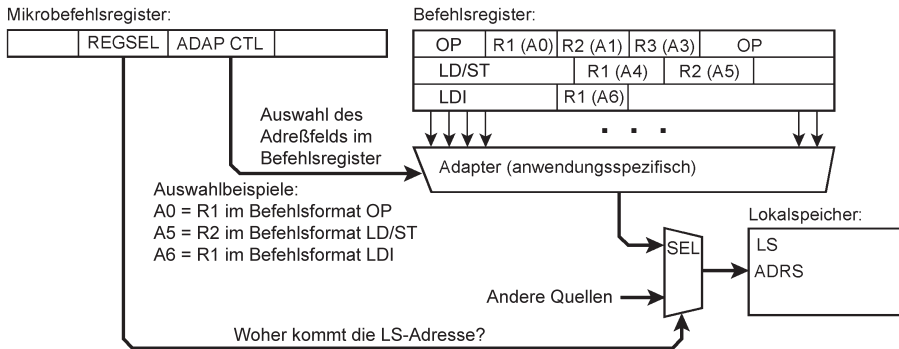 Mikrobefehlsregister:
Befehlsregister:
REGSEL ADAP CTL
OP R1 (A0) R2 (A1) R3 (A3) OP
LD/ST R1 (A4) R2 (A5)
LDI R1 (A6)
Auswahl des
Adreßfelds im
Befehlsregister
. . .
Adapter (anwendungsspezifisch)
Auswahlbeispiele:
A0 = R1 im Befehlsformat OP
A5 = R2 im Befehlsformat LD/ST
A6 = R1 im Befehlsformat LDI
Lokalspeicher:
SEL
LS
ADRS
Andere Quellen
Woher kommt die LS-Adresse?